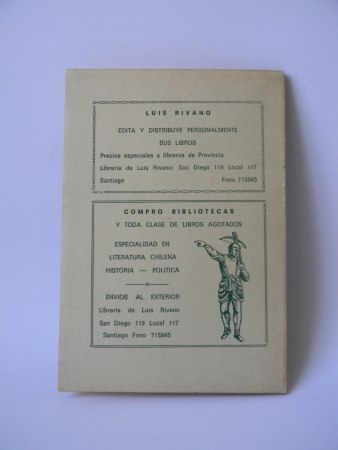 LUIS RIVANO
EDITA Y DISTRIBUYE PERSONALMENTE
SUS LIBROS
Precios especiales a libreros de Provincia
Librería de Luis Rivano: San Diego 119 Local 117
Santiago Fono 715845
COMPRO BIBLIOTECAS
Y TODA CLASE DE LIBROS AGOTADOS
ESPECIALIDAD EN
LITERATURA CHILENA
HISTORIA — POLITICA
ENVIOS AL EXTERIOR
Librería de Luis Rivano
San Diego 119 Local 117
Santiago Fono 715845